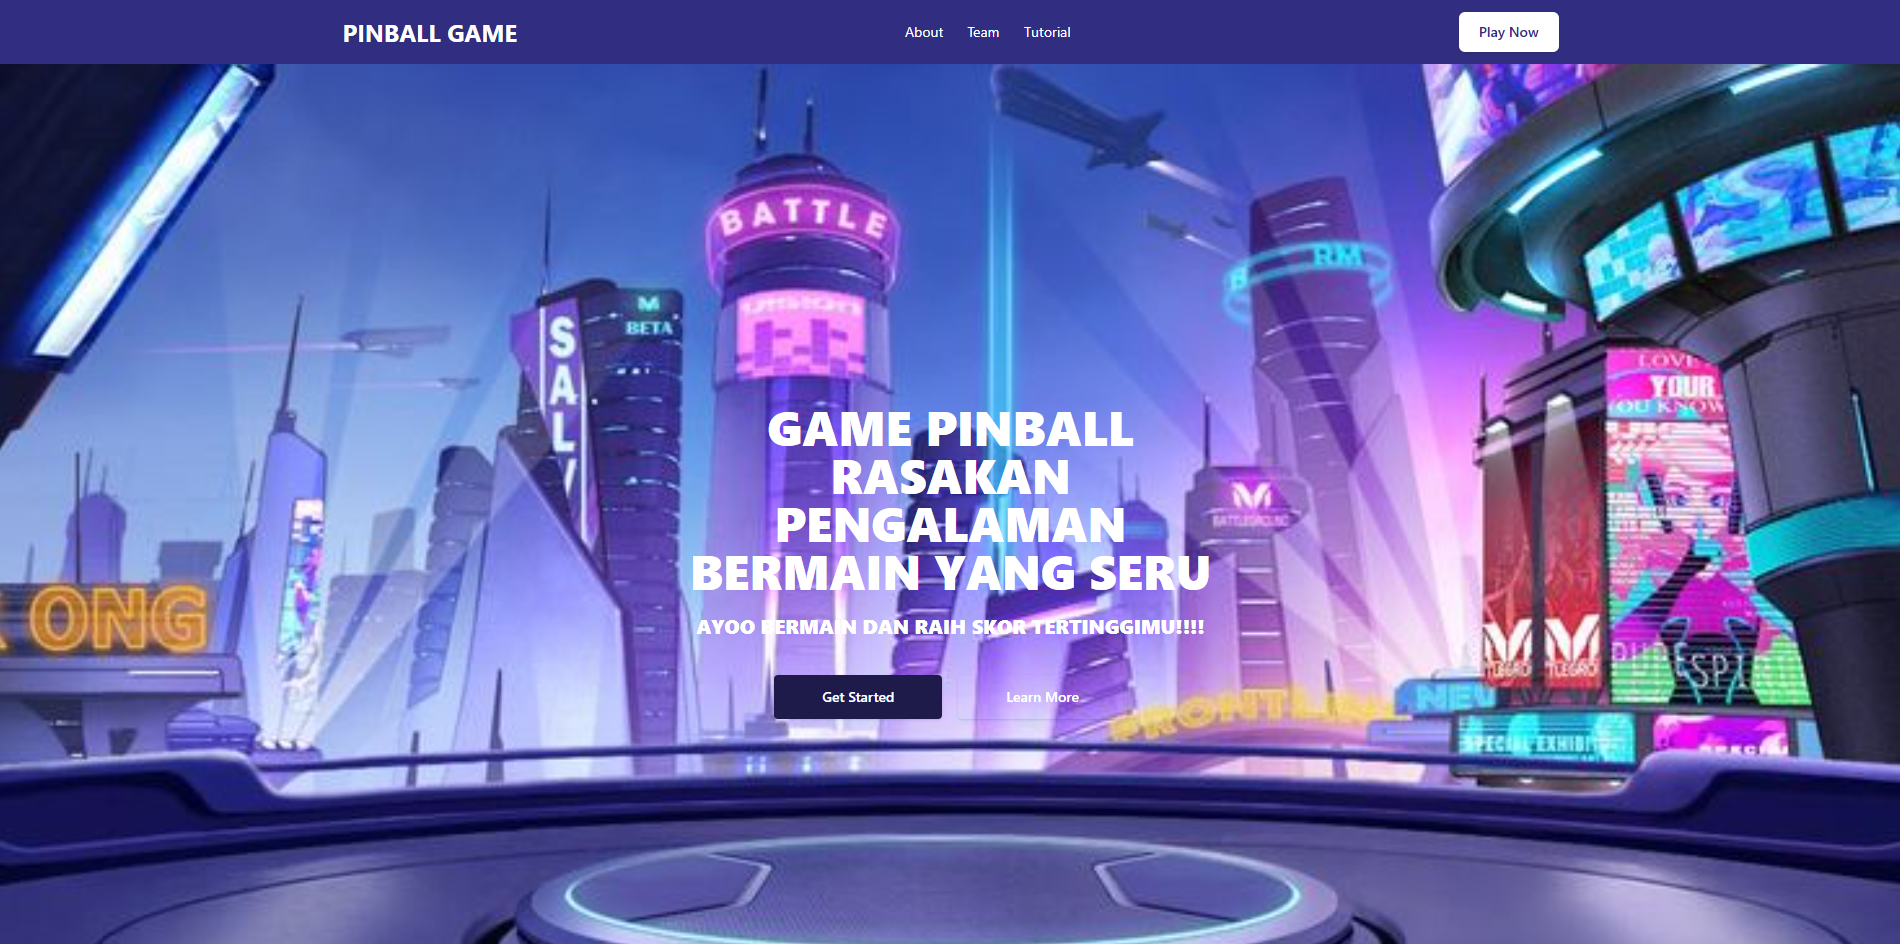 PINBALL GAME
About Team Tutorial
Play Now
BATTLE
RM
BETA
SALV
LOVE
YOUR
YOU KNOW
GAME PINBALL
RASAKAN
PENGALAMAN
BERMAIN YANG SERU
BATTLEGROUND
ONG
AYOO BERMAIN DAN RAIH SKOR TERTINGGIMU!!!!
Get Started
Learn More
FRONTLINE
NEW
SPECIAL EXHIBIT
SPECIAL